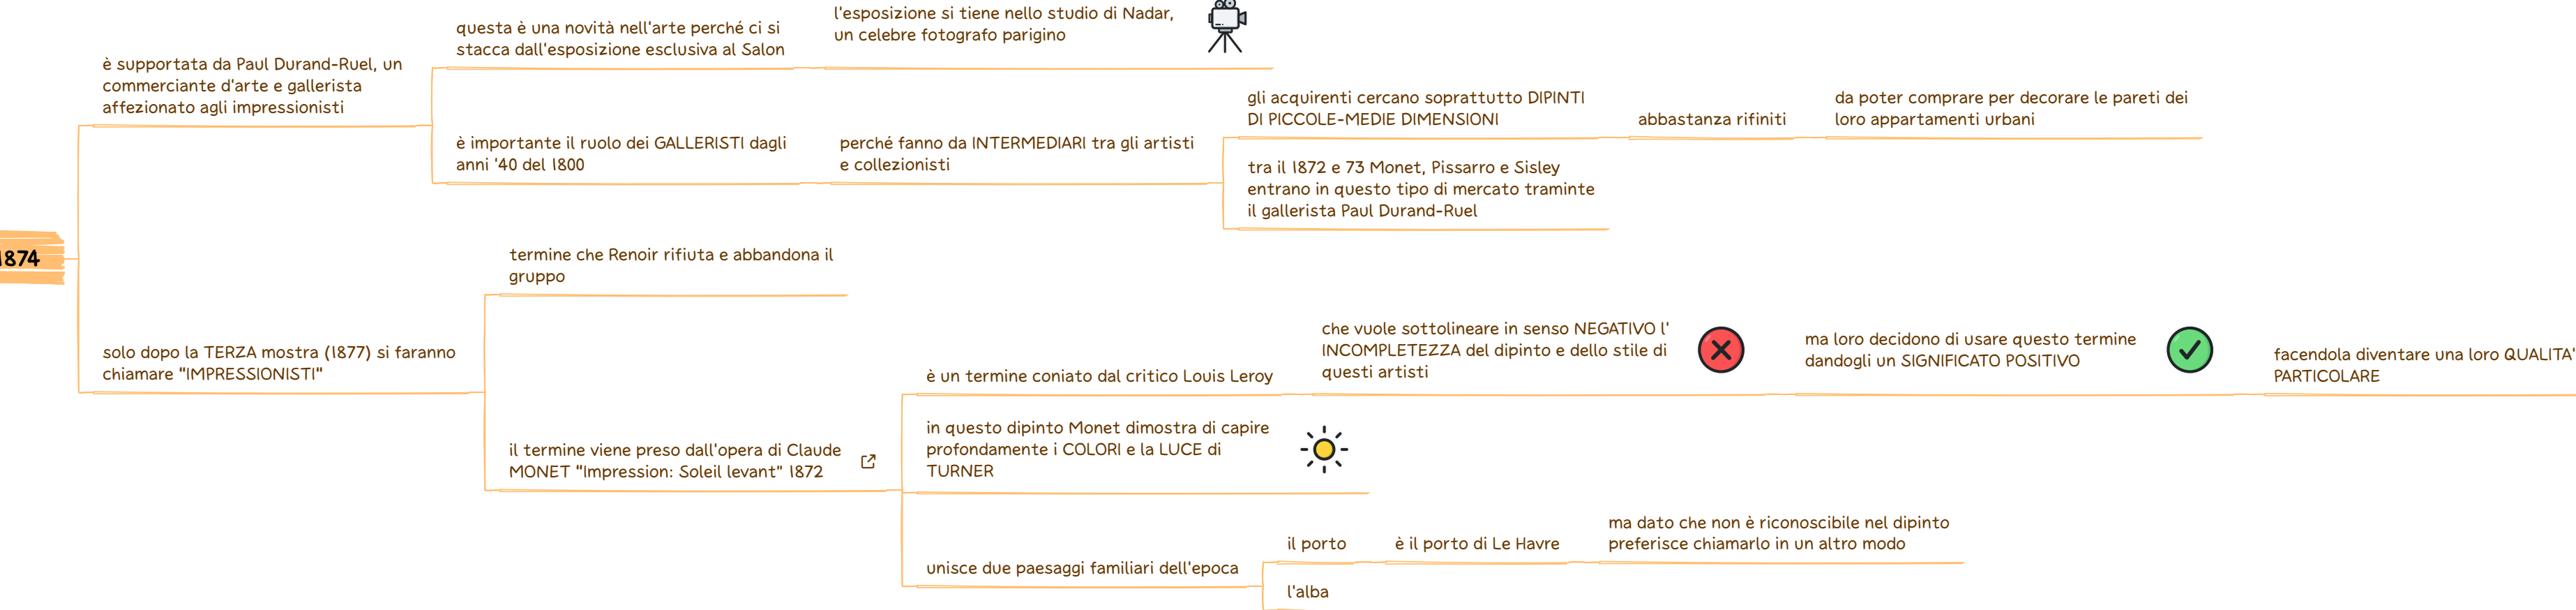 1874
è supportata da Paul Durand-Ruel, un
commerciante d'arte e gallerista
affezionato agli impressionisti
questa è una novità nell'arte perché ci si
stacca dall'esposizione esclusiva al Salon
l'esposizione si tiene nello studio di Nadar,
un celebre fotografo parigino
è importante il ruolo dei GALLERISTI dagli
anni '40 del 1800
perché fanno da INTERMEDIARI tra gli artisti
e collezionisti
gli acquirenti cercano soprattutto DIPINTI
DI PICCOLE-MEDIE DIMENSIONI
abbastanza rifiniti
da poter comprare per decorare le pareti dei
loro appartamenti urbani
tra il 1872 e 73 Monet, Pissarro e Sisley
entrano in questo tipo di mercato traminte
il gallerista Paul Durand-Ruel
solo dopo la TERZA mostra (1877) si faranno
chiamare "IMPRESSIONISTI"
termine che Renoir rifiuta e abbandona il
gruppo
il termine viene preso dall'opera di Claude
MONET "Impression: Soleil levant" 1872
è un termine coniato dal critico Louis Leroy
che vuole sottolineare in senso NEGATIVO l'
INCOMPLETEZZA del dipinto e dello stile di
questi artisti
ma loro decidono di usare questo termine
dandogli un SIGNIFICATO POSITIVO
facendola diventare una loro QUALITA'
PARTICOLARE
in questo dipinto Monet dimostra di capire
profondamente i COLORI e la LUCE di
TURNER
unisce due paesaggi familiari dell'epoca
il porto
è il porto di Le Havre
ma dato che non è riconoscibile nel dipinto
preferisce chiamarlo in un altro modo
l'alba